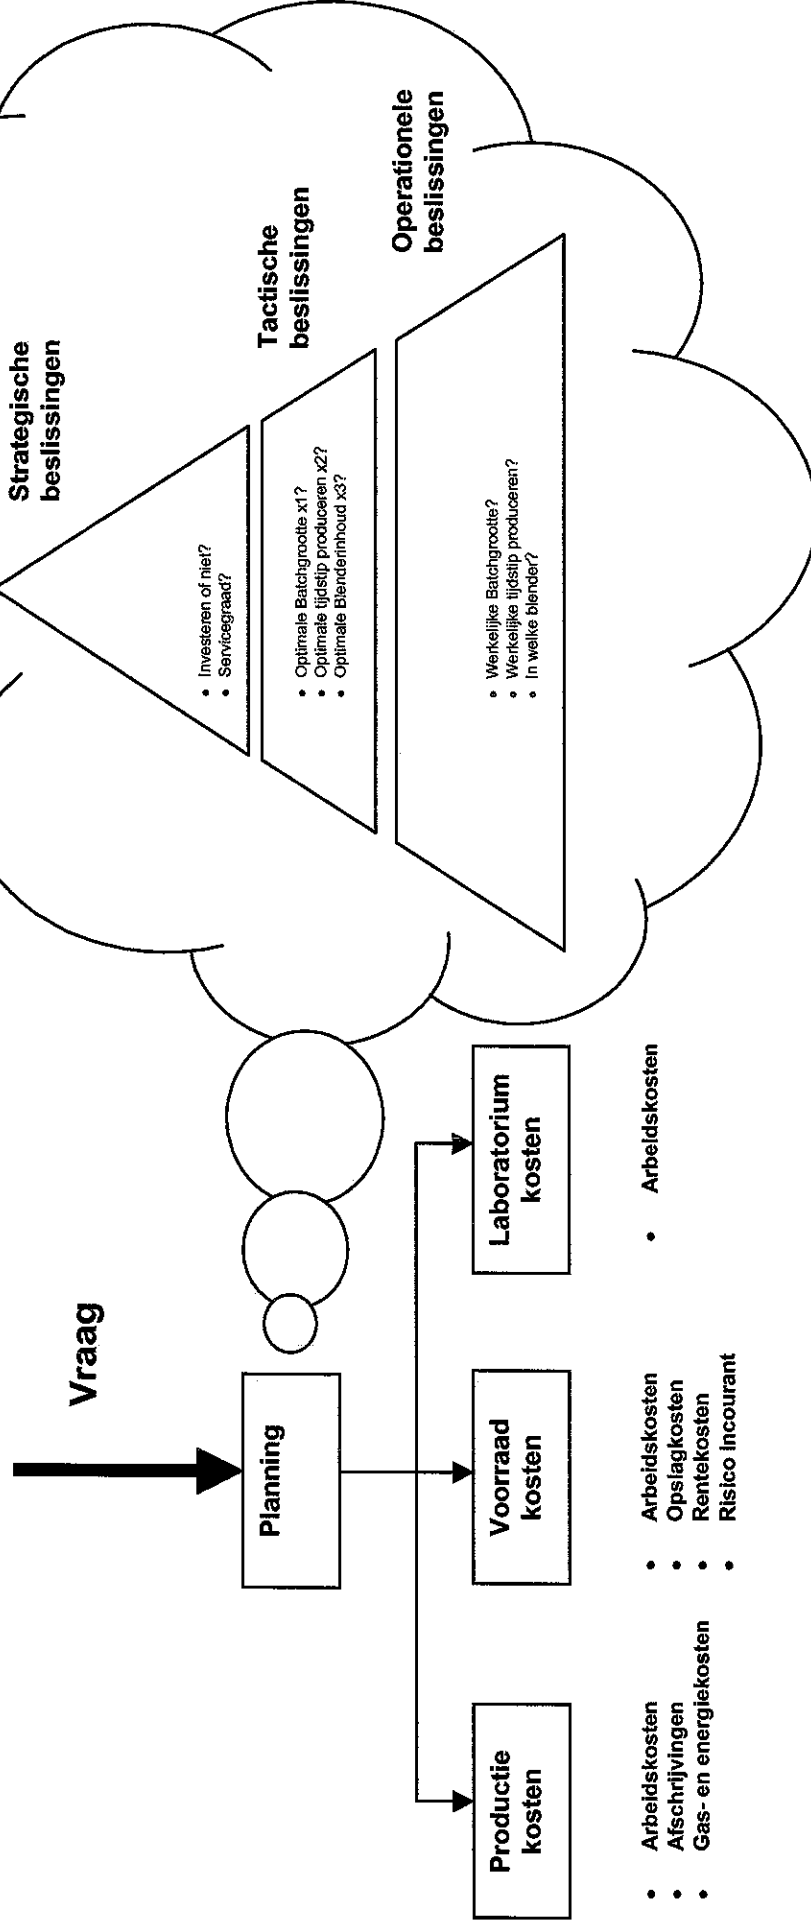 Vraag
Planning
Productie
kosten
Voorraad
kosten
Laboratorium
kosten
• Arbeidskosten
• Afschrijvingen
• Gas- en energiekosten
• Arbeidskosten
• Opslagkosten
• Rentekosten
• Risico incourant
• Arbeidskosten
Strategische
beslissingen
• Investeren of niet?
• Servicegraad?
Tactische
beslissingen
• Optimale Batchgrootte x1?
• Optimale tijdstip produceren x2?
• Optimale Blenderinhoud x3?
Operationele
beslissingen
• Werkelijke Batchgrootte?
• Werkelijke tijdstip produceren?
• In welke blender?